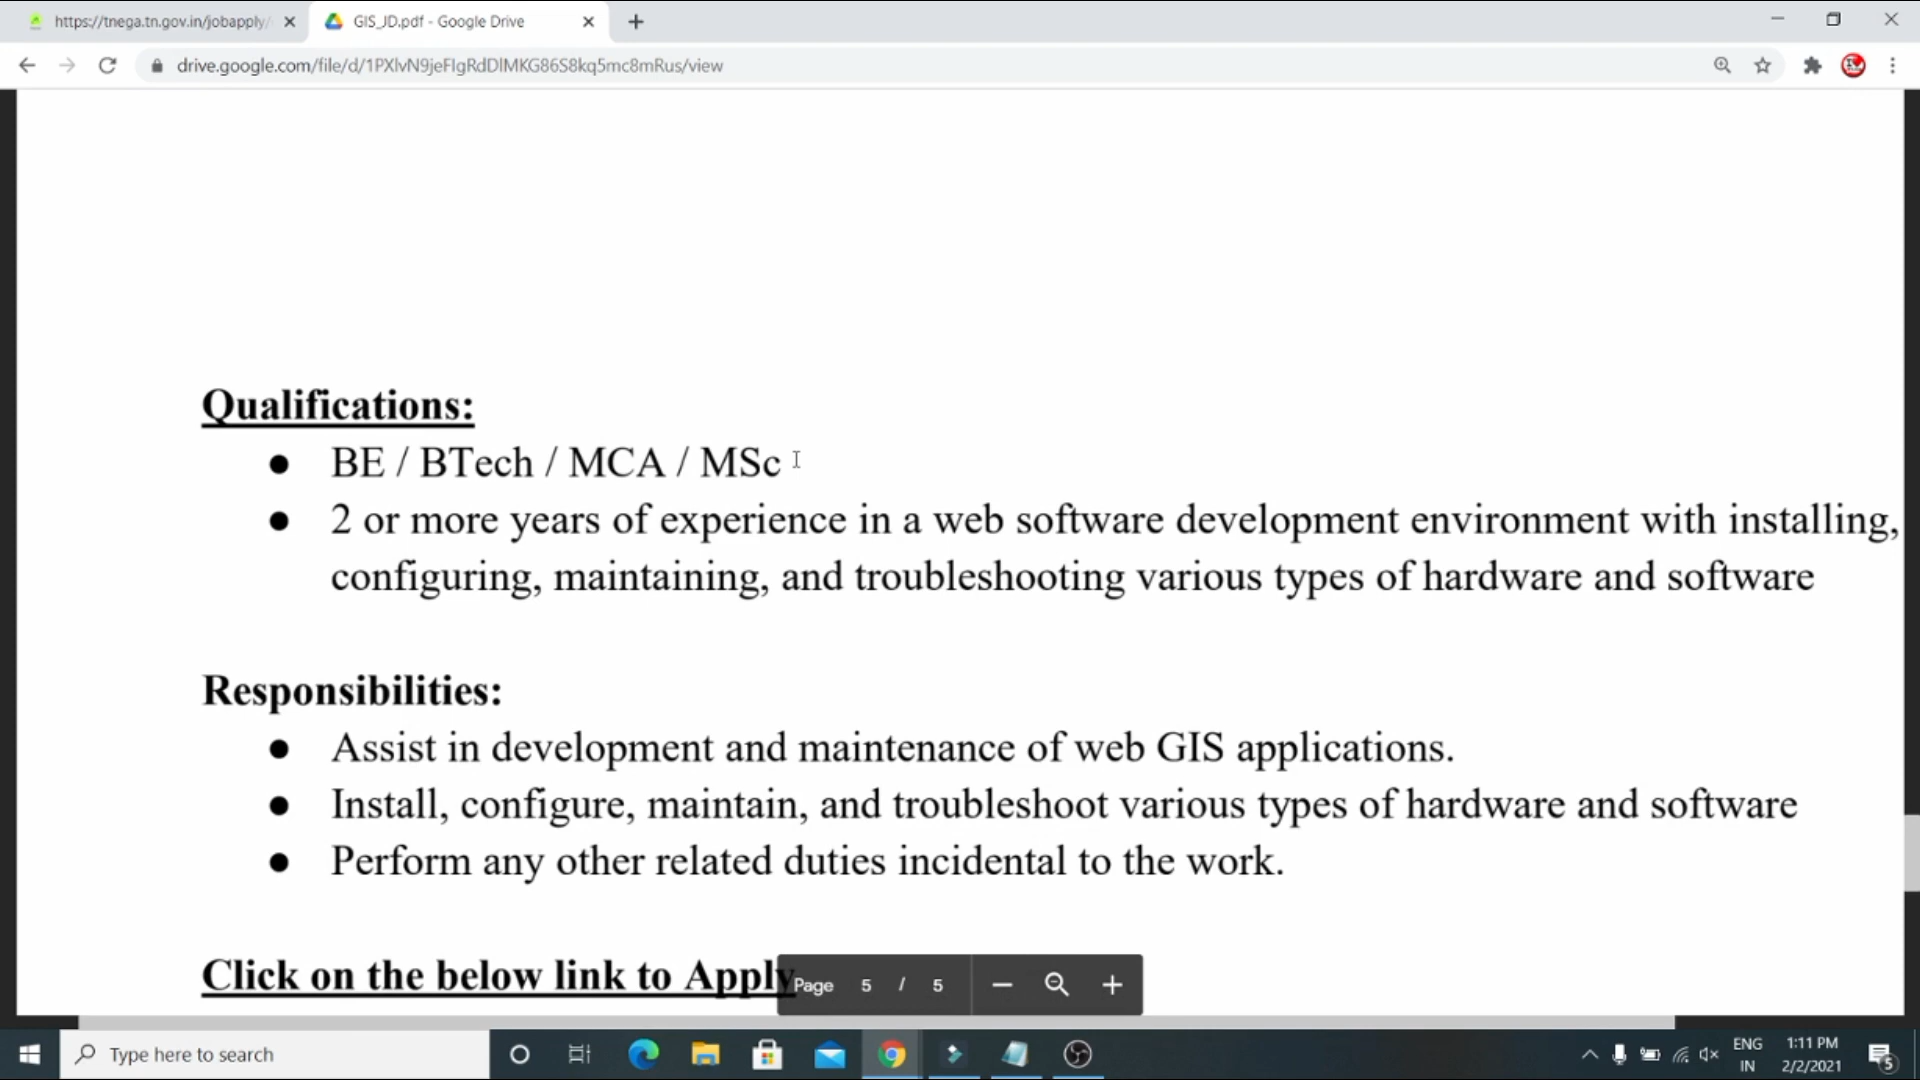 https://tnega.tn.gov.in/jobapply/
GIS_JD.pdf - Google Drive
drive.google.com/file/d/1PXlvN9jeFIgRdDlMKG86S8kq5mc8mRus/view
Qualifications:
● BE / BTech / MCA / MSc
● 2 or more years of experience in a web software development environment with installing,
configuring, maintaining, and troubleshooting various types of hardware and software
Responsibilities:
● Assist in development and maintenance of web GIS applications.
● Install, configure, maintain, and troubleshoot various types of hardware and software
● Perform any other related duties incidental to the work.
Click on the below link to Apply
Page 5 / 5
Type here to search
ENG
IN
1:11 PM
2/2/2021
5